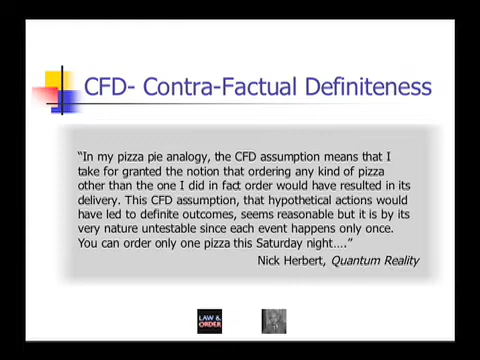 CFD- Contra-Factual Definiteness
“In my pizza pie analogy, the CFD assumption means that I
take for granted the notion that ordering any kind of pizza
other than the one I did in fact order would have resulted in its
delivery. This CFD assumption, that hypothetical actions would
have led to definite outcomes, seems reasonable but it is by its
very nature untestable since each event happens only once.
You can order only one pizza this Saturday night….”
Nick Herbert, Quantum Reality
LAW &
ORDER